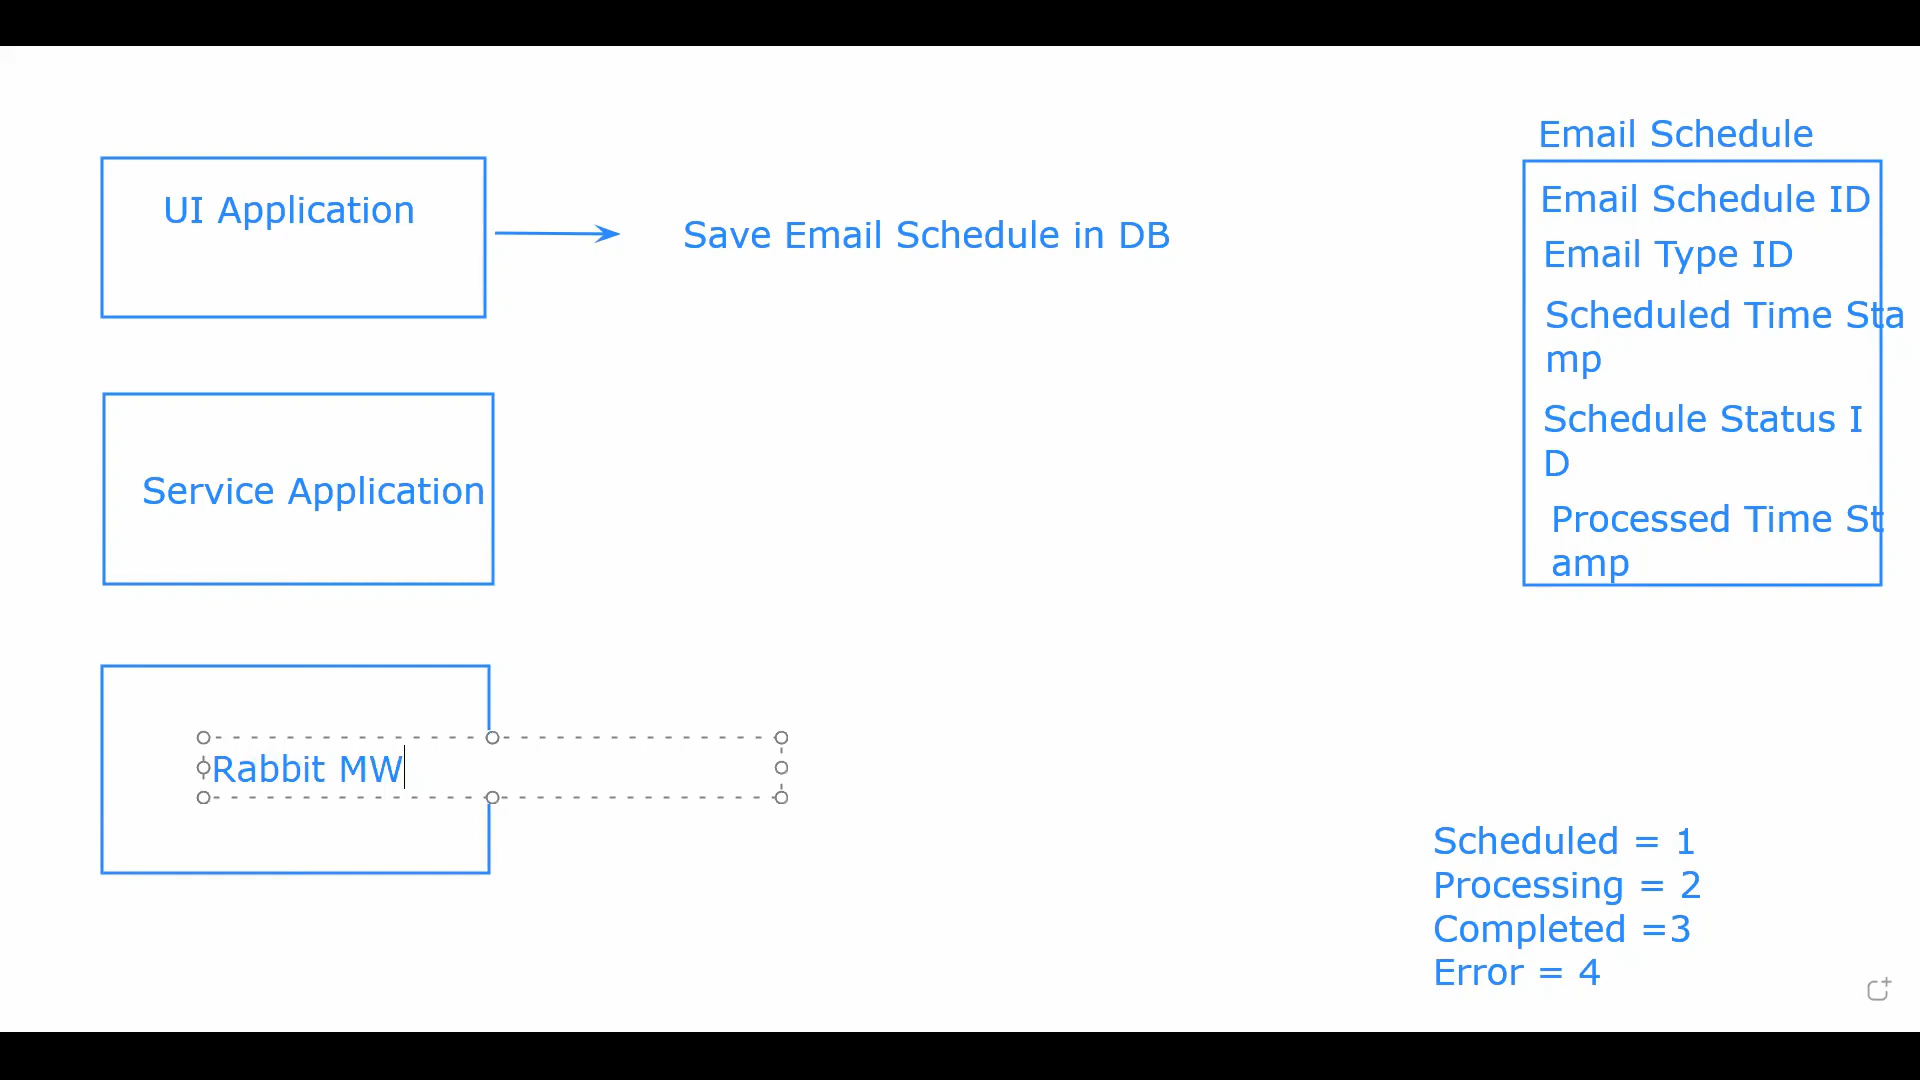 UI Application
Save Email Schedule in DB
Service Application
Rabbit MW
Email Schedule
Email Schedule ID
Email Type ID
Scheduled Time Sta
mp
Schedule Status I
D
Processed Time St
amp
Scheduled = 1
Processing = 2
Completed =3
Error = 4